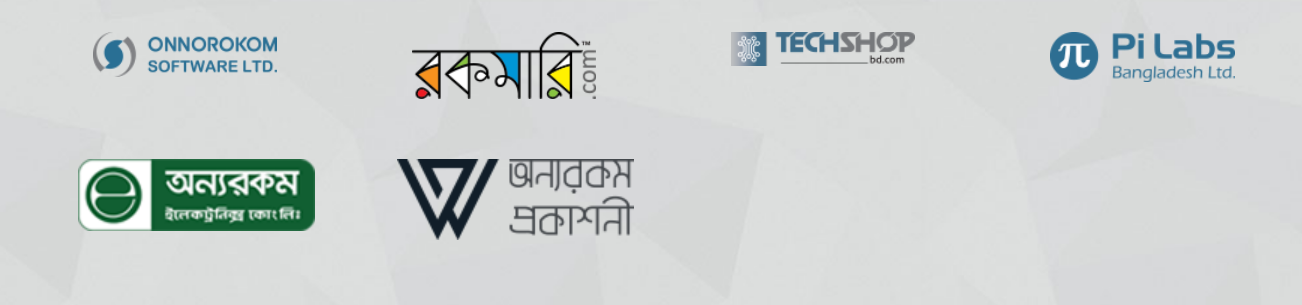 ONNOROKOM
SOFTWARE LTD.
রকমারি
.com
™
TECHSHOP
bd.com
π
Pi Labs
Bangladesh Ltd.
অন্যরকম
ইলেকট্রনিক্স কোং লিঃ
অন্যরকম
প্রকাশনী